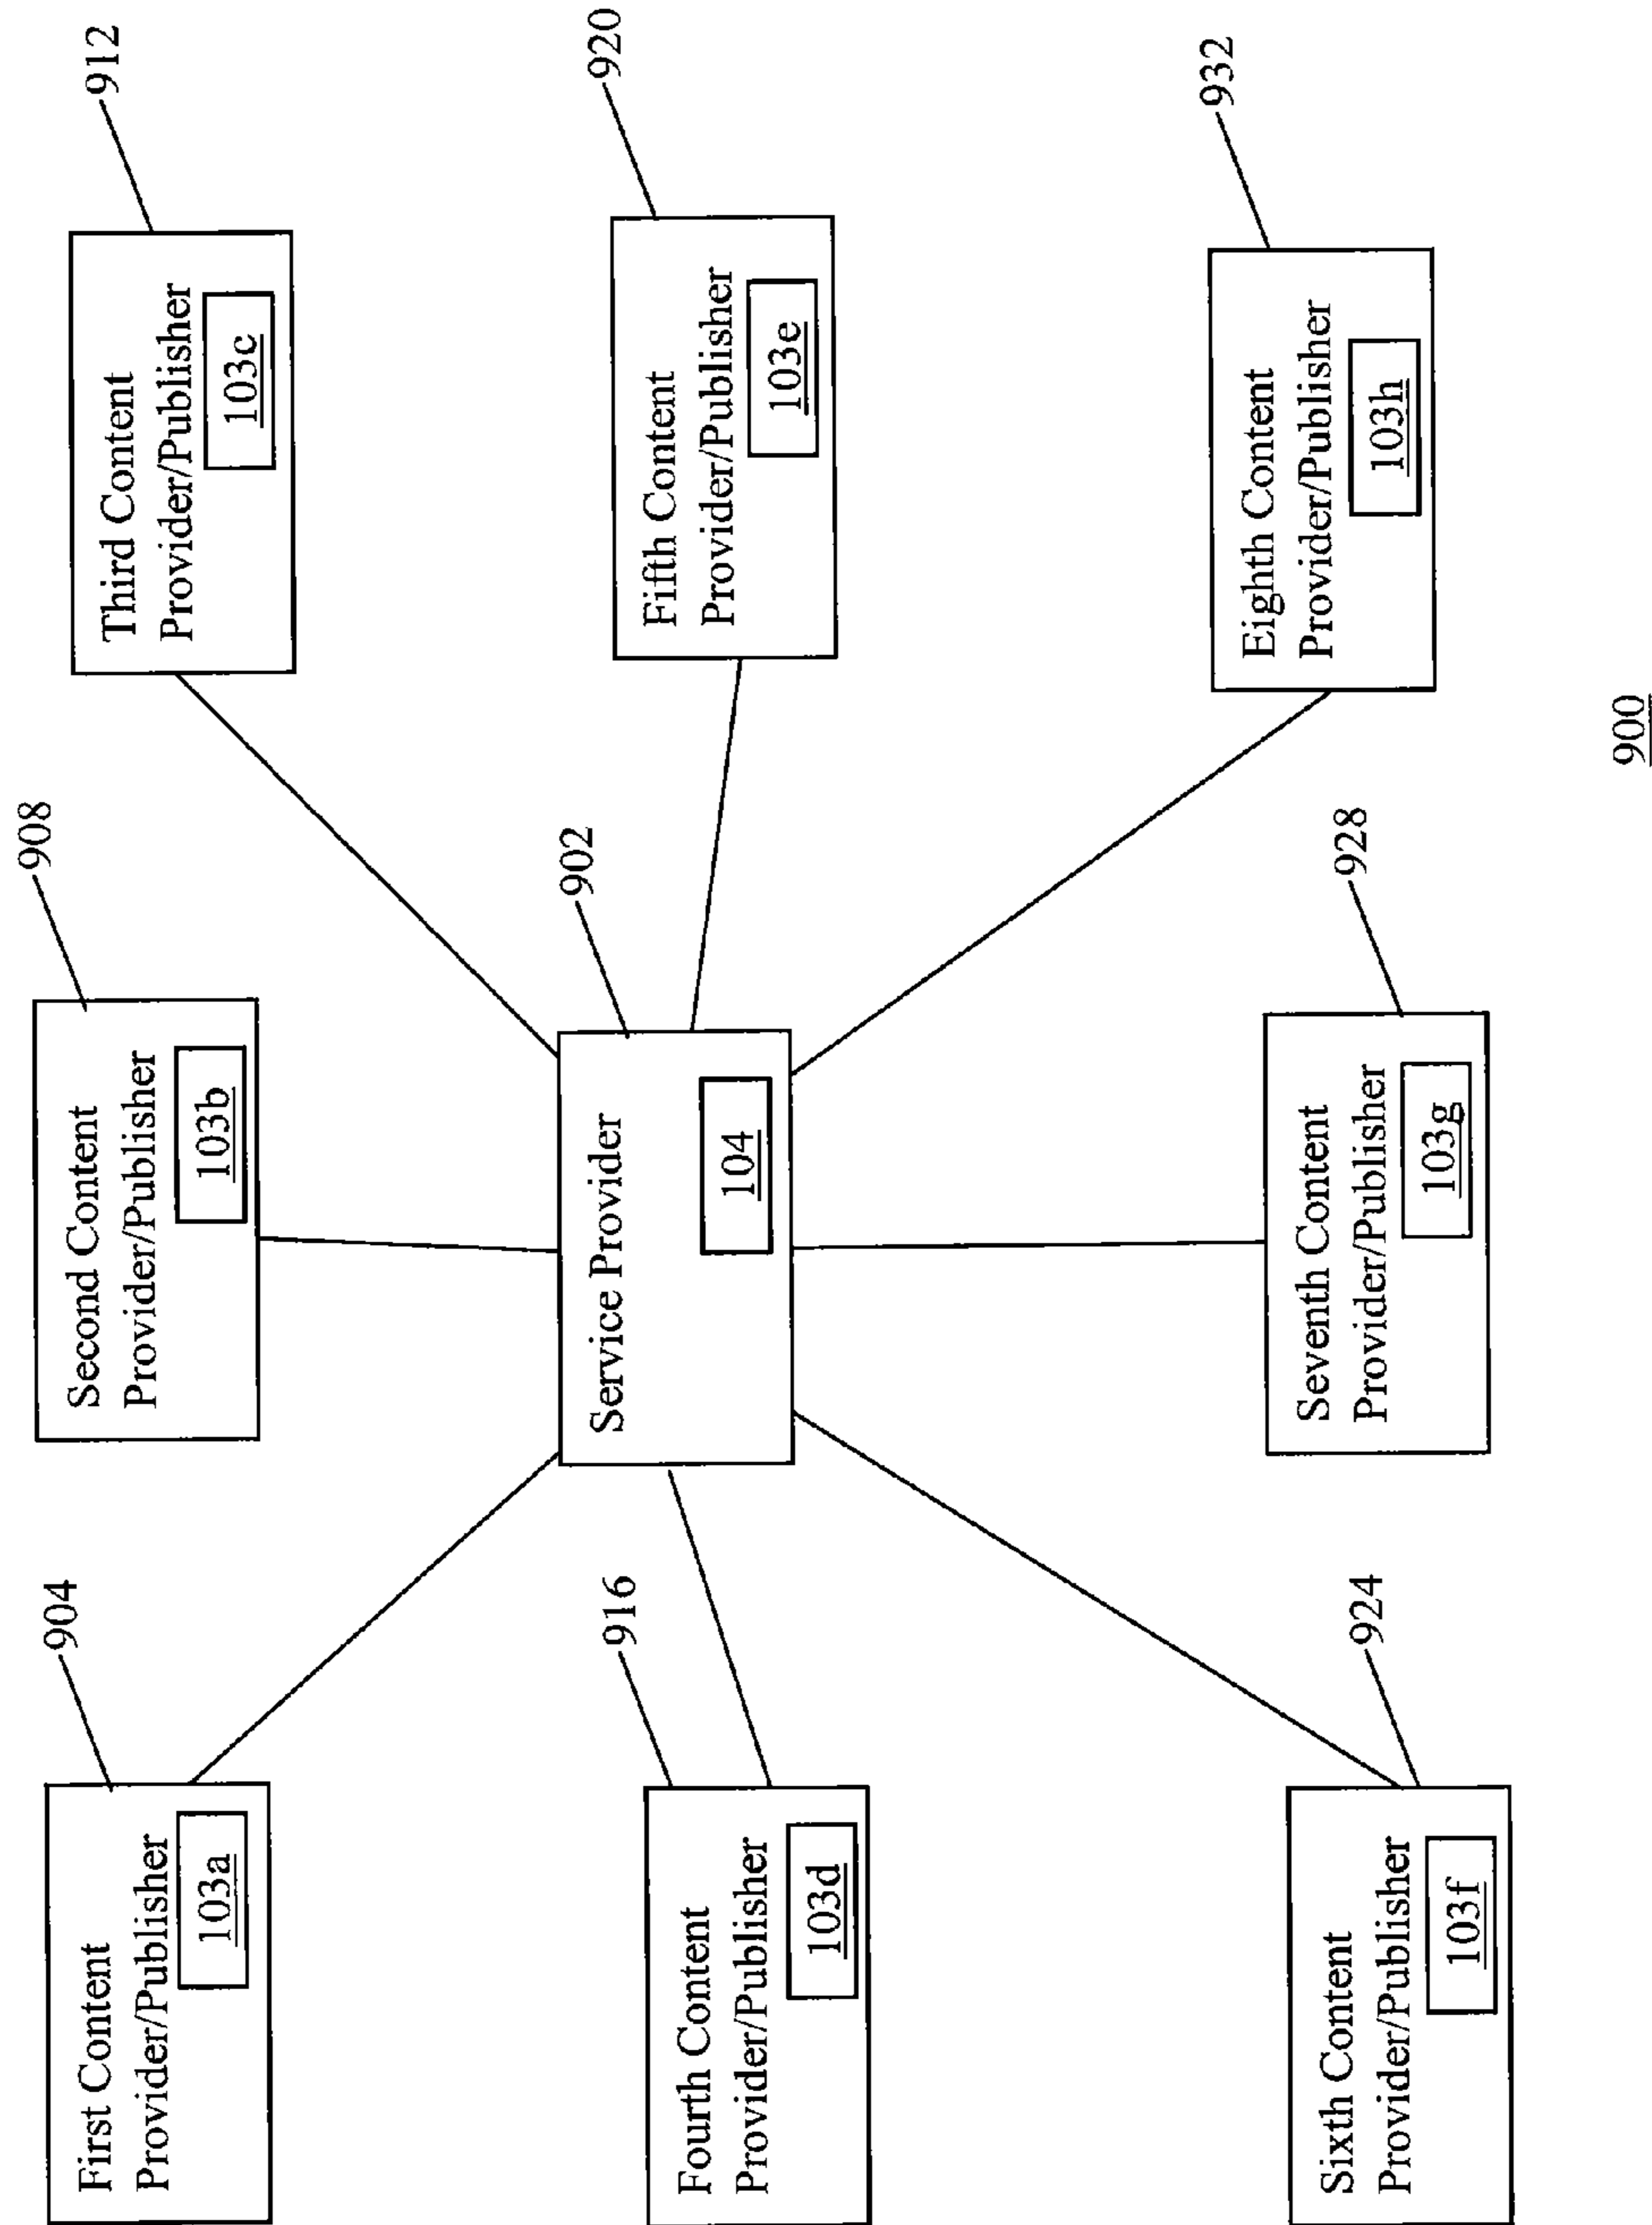 904
First Content
Provider/Publisher
103a
908
Second Content
Provider/Publisher
103b
912
Third Content
Provider/Publisher
103c
916
Fourth Content
Provider/Publisher
103d
902
Service Provider
104
920
Fifth Content
Provider/Publisher
103e
924
Sixth Content
Provider/Publisher
103f
928
Seventh Content
Provider/Publisher
103g
932
Eighth Content
Provider/Publisher
103h
900